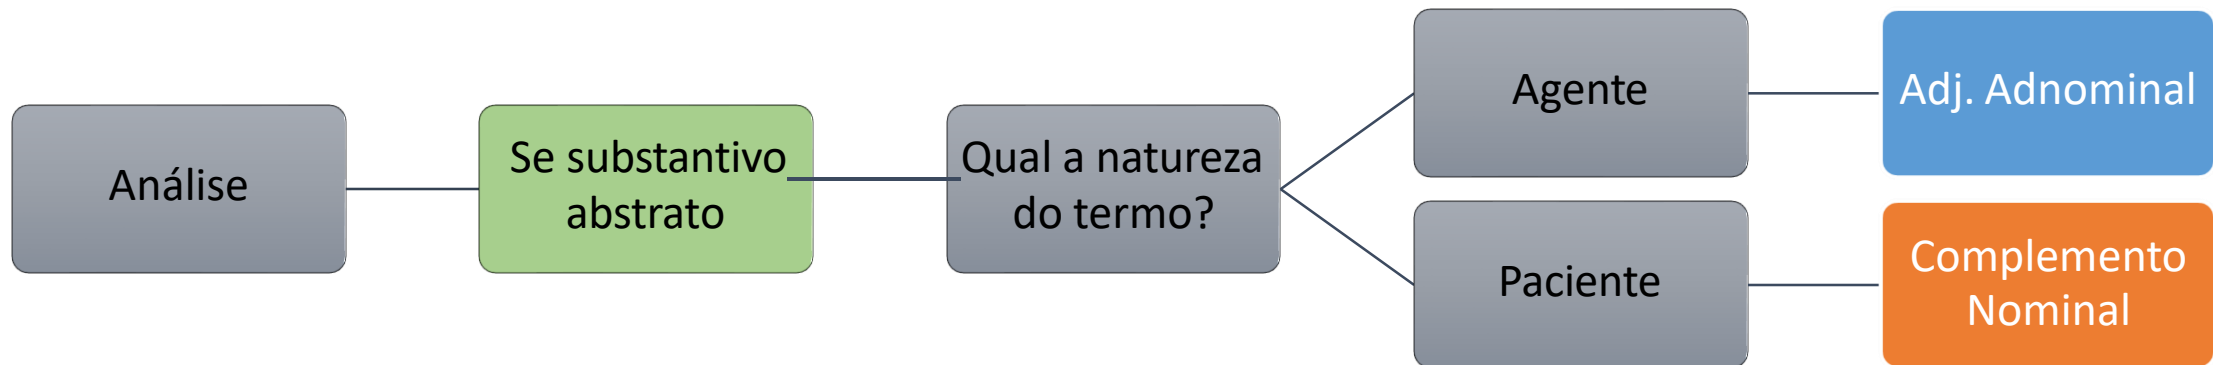 Análise
Se substantivo
abstrato
Qual a natureza
do termo?
Agente
Adj. Adnominal
Paciente
Complemento
Nominal